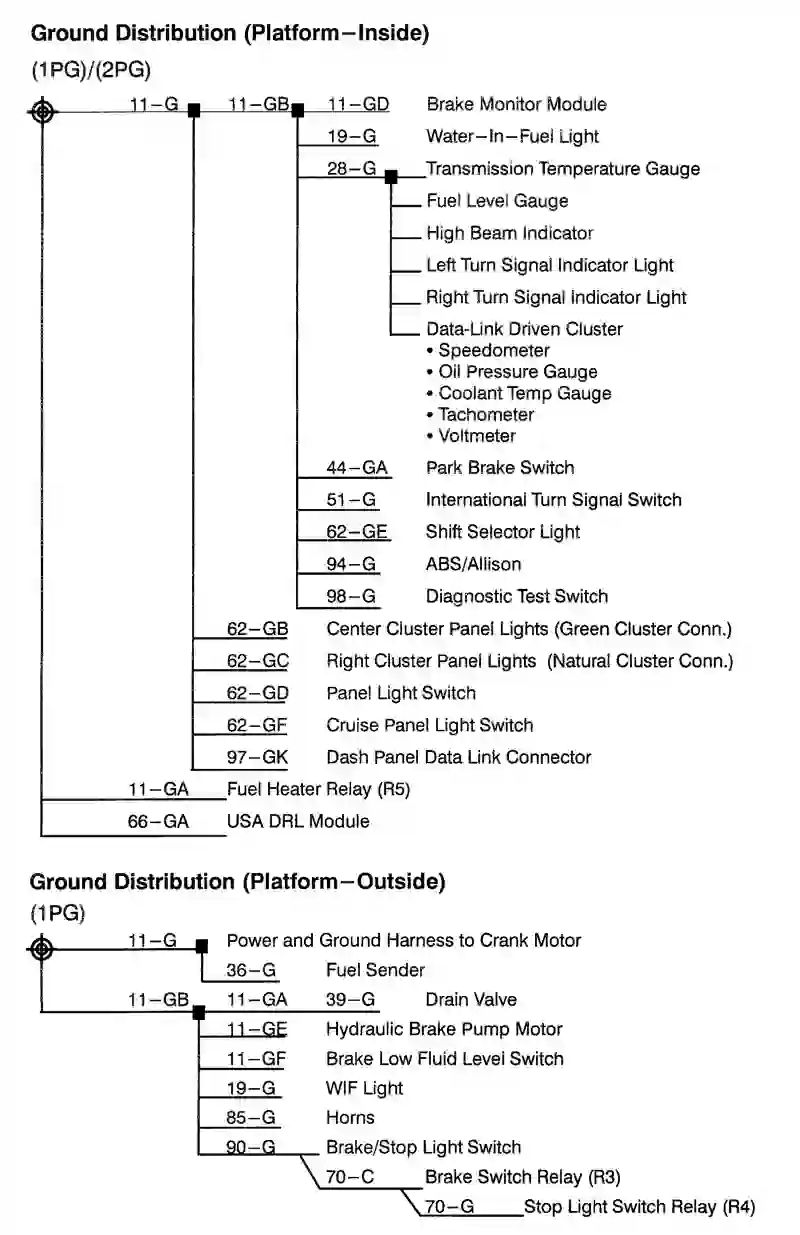 Ground Distribution (Platform–Inside)
(1PG)/(2PG)
11–G 11–GB 11–GD Brake Monitor Module
19–G Water–In–Fuel Light
28–G Transmission Temperature Gauge
Fuel Level Gauge
High Beam Indicator
Left Turn Signal Indicator Light
Right Turn Signal Indicator Light
Data-Link Driven Cluster
• Speedometer
• Oil Pressure Gauge
• Coolant Temp Gauge
• Tachometer
• Voltmeter
44–GA Park Brake Switch
51–G International Turn Signal Switch
62–GE Shift Selector Light
94–G ABS/Allison
98–G Diagnostic Test Switch
62–GB Center Cluster Panel Lights (Green Cluster Conn.)
62–GC Right Cluster Panel Lights (Natural Cluster Conn.)
62–GD Panel Light Switch
62–GF Cruise Panel Light Switch
97–GK Dash Panel Data Link Connector
11–GA Fuel Heater Relay (R5)
66–GA USA DRL Module
Ground Distribution (Platform–Outside)
(1PG)
11–G Power and Ground Harness to Crank Motor
36–G Fuel Sender
11–GB 11–GA 39–G Drain Valve
11–GE Hydraulic Brake Pump Motor
11–GF Brake Low Fluid Level Switch
19–G WIF Light
85–G Horns
90–G Brake/Stop Light Switch
70–C Brake Switch Relay (R3)
70–G Stop Light Switch Relay (R4)